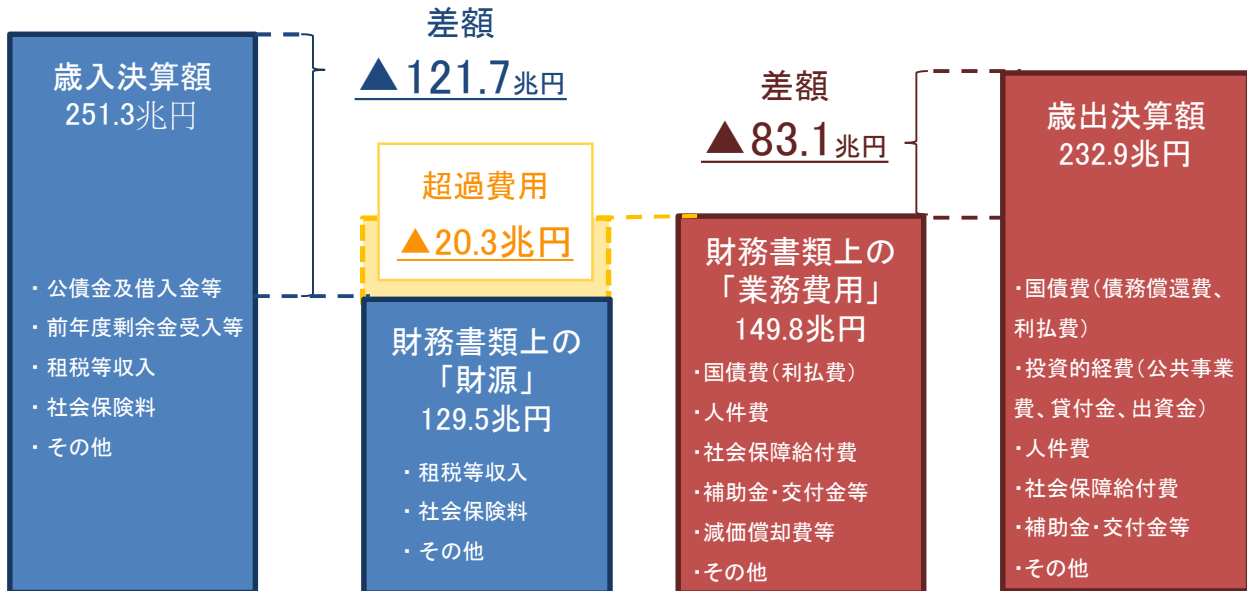 歳入決算額
251.3兆円
・公債金及借入金等
・前年度剰余金受入等
・租税等収入
・社会保険料
・その他
差額
▲121.7兆円
超過費用
▲20.3兆円
財務書類上の
「財源」
129.5兆円
・租税等収入
・社会保険料
・その他
差額
▲83.1兆円
財務書類上の
「業務費用」
149.8兆円
・国債費(利払費)
・人件費
・社会保障給付費
・補助金・交付金等
・減価償却費等
・その他
歳出決算額
232.9兆円
・国債費(債務償還費、
利払費)
・投資的経費(公共事業
費、貸付金、出資金)
・人件費
・社会保障給付費
・補助金・交付金等
・その他